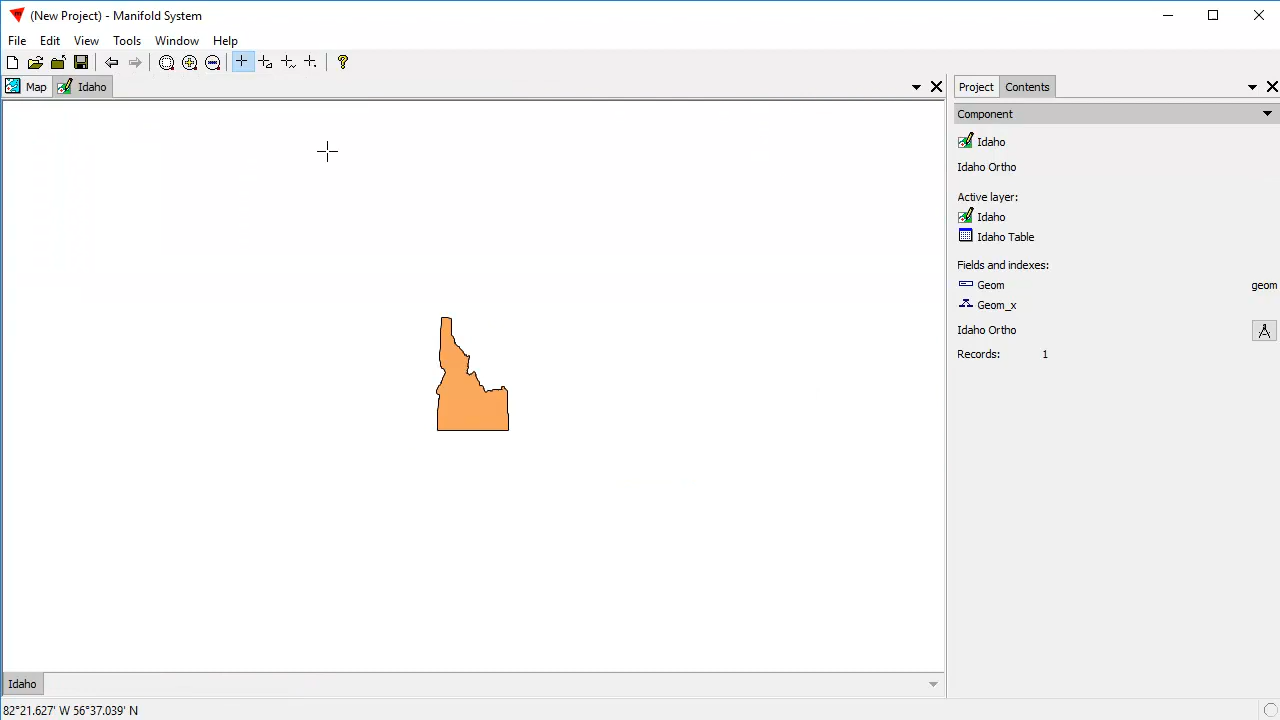 (New Project) - Manifold System
File Edit View Tools Window Help
Map Idaho
Project Contents
Component
Idaho
Idaho Ortho
Active layer:
Idaho
Idaho Table
Fields and indexes:
Geom geom
Geom_x
Idaho Ortho
Records: 1
Idaho
82°21.627' W 56°37.039' N